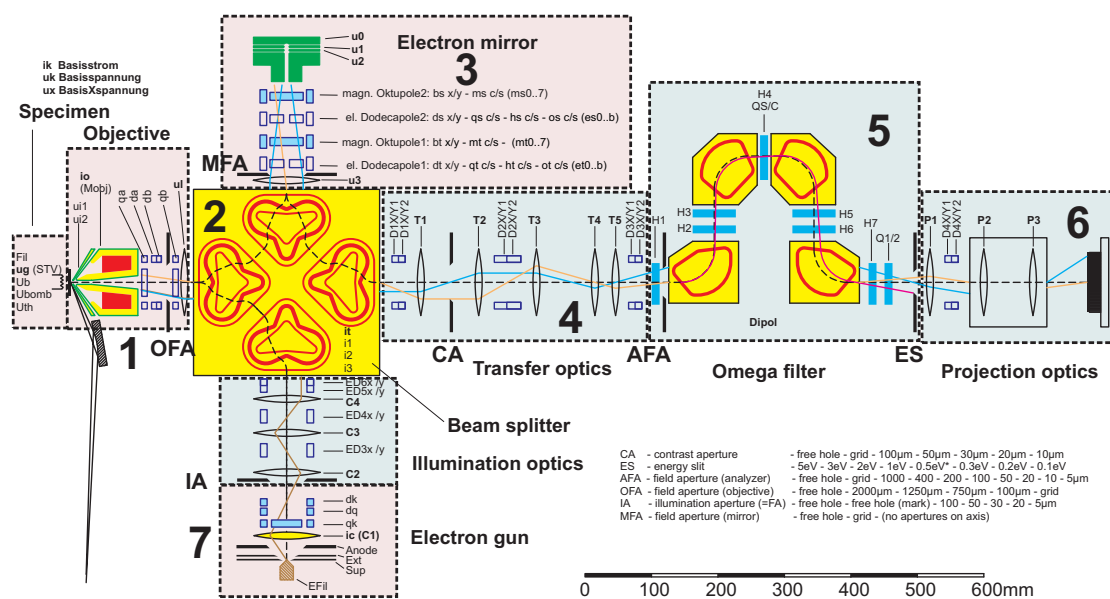 ik Basisstrom
uk Basisspannung
ux BasisXspannung
Specimen
Objective
io
(Mobj)
ui1
ui2
qa
da
db
qb
ul
Fil
ug (STV)
Ub
Ubomb
Uth
1
OFA
u0
u1
u2
Electron mirror
3
magn. Oktupole2: bs x/y - ms c/s (ms0..7)
el. Dodecapole2: ds x/y - qs c/s - hs c/s - os c/s (es0..b)
magn. Oktupole1: bt x/y - mt c/s - (mt0..7)
el. Dodecapole1: dt x/y - qt c/s - ht c/s - ot c/s (et0..b)
MFA
u3
2
it
i1
i2
i3
Beam splitter
T1
D1X/Y1
D1X/Y2
T2
D2X/Y1
D2X/Y2
T3
T4
T5
D3X/Y1
D3X/Y2
CA
4
Transfer optics
AFA
H4
QS/C
5
H1
H3
H2
H5
H6
H7
Q1/2
Dipol
Omega filter
ES
P1
D4X/Y1
D4X/Y2
P2
P3
6
Projection optics
ED6x /y
ED5x /y
C4
ED4x /y
C3
ED3x /y
C2
Illumination optics
IA
7
dk
dq
qk
ic (C1)
Anode
Ext
Sup
EFil
Electron gun
CA - contrast aperture - free hole - grid - 100µm - 50µm - 30µm - 20µm - 10µm
ES - energy slit - 5eV - 3eV - 2eV - 1eV - 0.5eV* - 0.3eV - 0.2eV - 0.1eV
AFA - field aperture (analyzer) - free hole - grid - 1000 - 400 - 200 - 100 - 50 - 20 - 10 - 5µm
OFA - field aperture (objective) - free hole - 2000µm - 1250µm - 750µm - 100µm - grid
IA - illumination aperture (=FA) - free hole - free hole (mark) - 100 - 50 - 30 - 20 - 5µm
MFA - field aperture (mirror) - free hole - grid - (no apertures on axis)
0 100 200 300 400 500 600mm